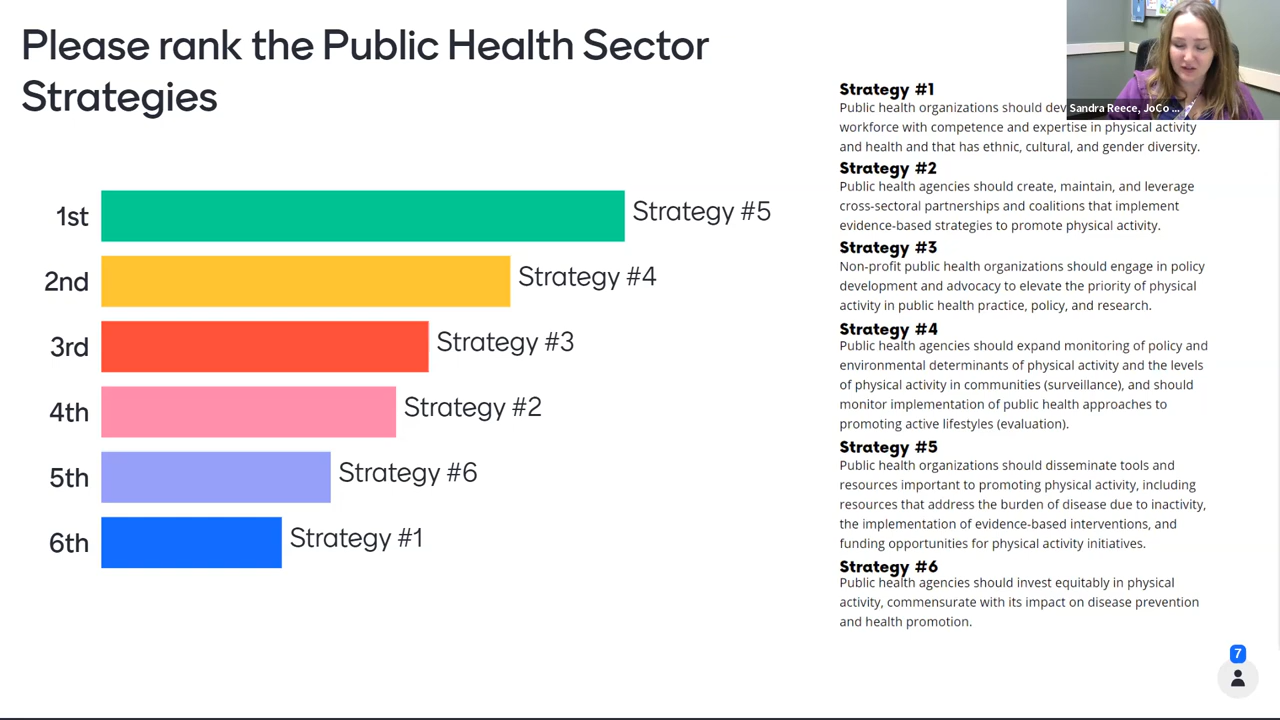 Please rank the Public Health Sector
Strategies
1st
Strategy #5
2nd
Strategy #4
3rd
Strategy #3
4th
Strategy #2
5th
Strategy #6
6th
Strategy #1
Strategy #1
Public health organizations should
workforce with competence and expertise in physical activity
and health and that has ethnic, cultural, and gender diversity.
Strategy #2
Public health agencies should create, maintain, and leverage
cross-sectoral partnerships and coalitions that implement
evidence-based strategies to promote physical activity.
Strategy #3
Non-profit public health organizations should engage in policy
development and advocacy to elevate the priority of physical
activity in public health practice, policy, and research.
Strategy #4
Public health agencies should expand monitoring of policy and
environmental determinants of physical activity and the levels
of physical activity in communities (surveillance), and should
monitor implementation of public health approaches to
promoting active lifestyles (evaluation).
Strategy #5
Public health organizations should disseminate tools and
resources important to promoting physical activity, including
resources that address the burden of disease due to inactivity,
the implementation of evidence-based interventions, and
funding opportunities for physical activity initiatives.
Strategy #6
Public health agencies should invest equitably in physical
activity, commensurate with its impact on disease prevention
and health promotion.
Sandra Reece, JoCo ...
7